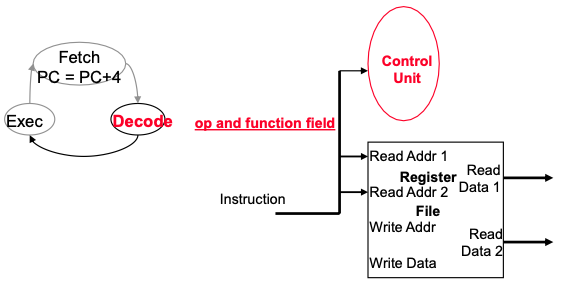 Fetch
PC = PC+4
Exec
Decode
op and function field
Control
Unit
Instruction
Read Addr 1
Register
Read Addr 2
File
Write Addr
Write Data
Read
Data 1
Read
Data 2